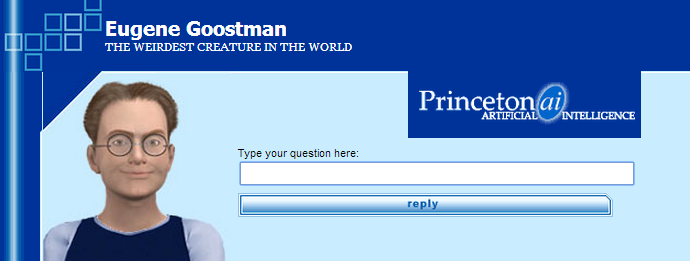 Eugene Goostman
THE WEIRDEST CREATURE IN THE WORLD
Princeton ai
ARTIFICIAL INTELLIGENCE
Type your question here:
reply